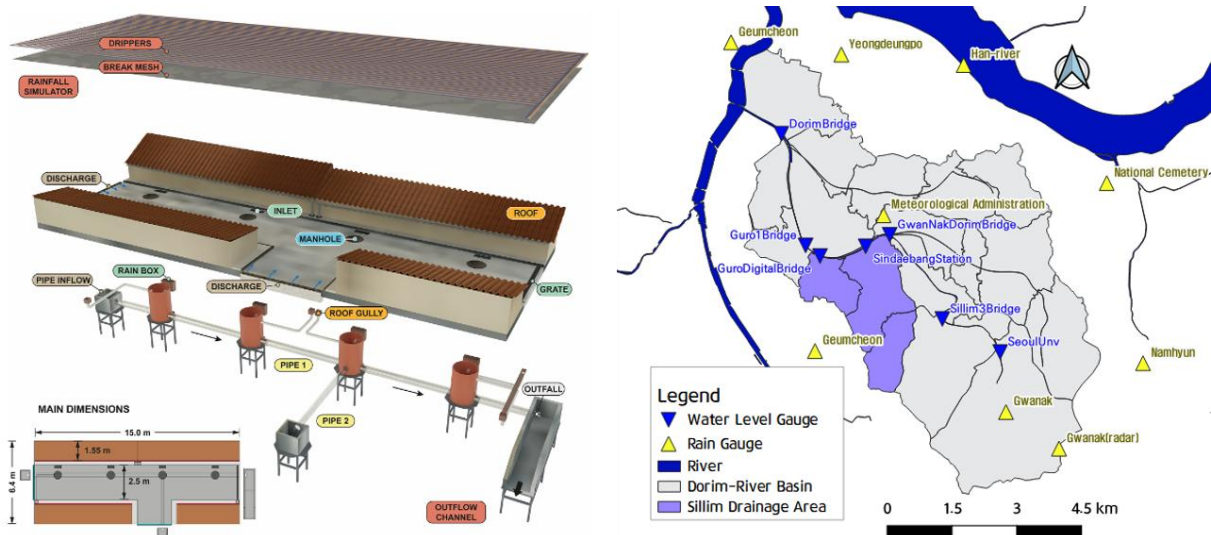 DRIPPERS
BREAK MESH
RAINFALL
SIMULATOR
DISCHARGE
INLET
ROOF
MANHOLE
RAIN BOX
DISCHARGE
GRATE
PIPE INFLOW
ROOF GULLY
PIPE 1
OUTFALL
PIPE 2
MAIN DIMENSIONS
15.0 m
1.55 m
6.4 m
2.5 m
OUTFLOW
CHANNEL
Geumcheon
Yeongdeungpo
Han-river
DorimBridge
National Cemetery
Meteorological Administration
GwanNakDorimBridge
Guro1Bridge
SindaebangStation
GuroDigitalBridge
Sillim3Bridge
SeoulUnv
Geumcheon
Namhyun
Gwanak
Gwanak(radar)
Legend
Water Level Gauge
Rain Gauge
River
Dorim-River Basin
Sillim Drainage Area
0 1.5 3 4.5 km